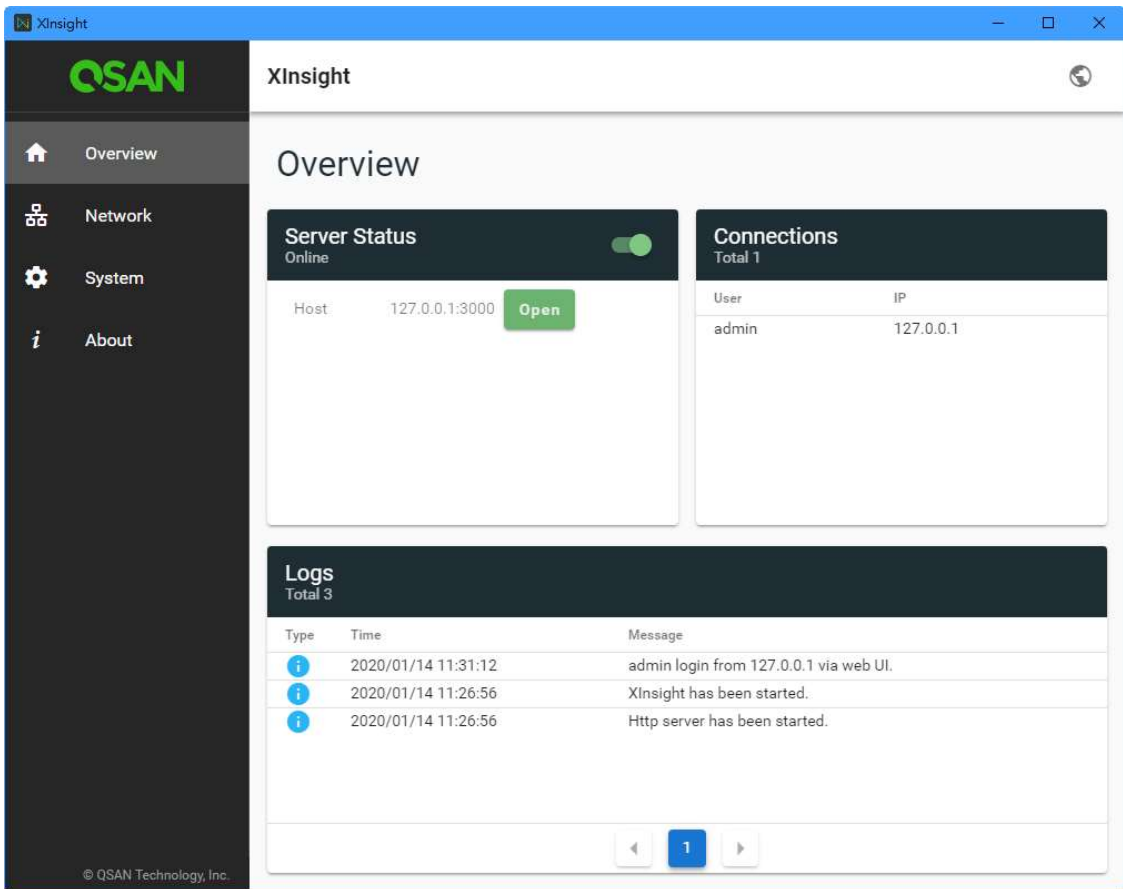 XInsight
QSAN
XInsight
Overview
Network
System
About
Overview
Server Status
Online
Host 127.0.0.1:3000 Open
Connections
Total 1
User IP
admin 127.0.0.1
Logs
Total 3
Type Time Message
2020/01/14 11:31:12 admin login from 127.0.0.1 via web UI.
2020/01/14 11:26:56 XInsight has been started.
2020/01/14 11:26:56 Http server has been started.
1
© QSAN Technology, Inc.